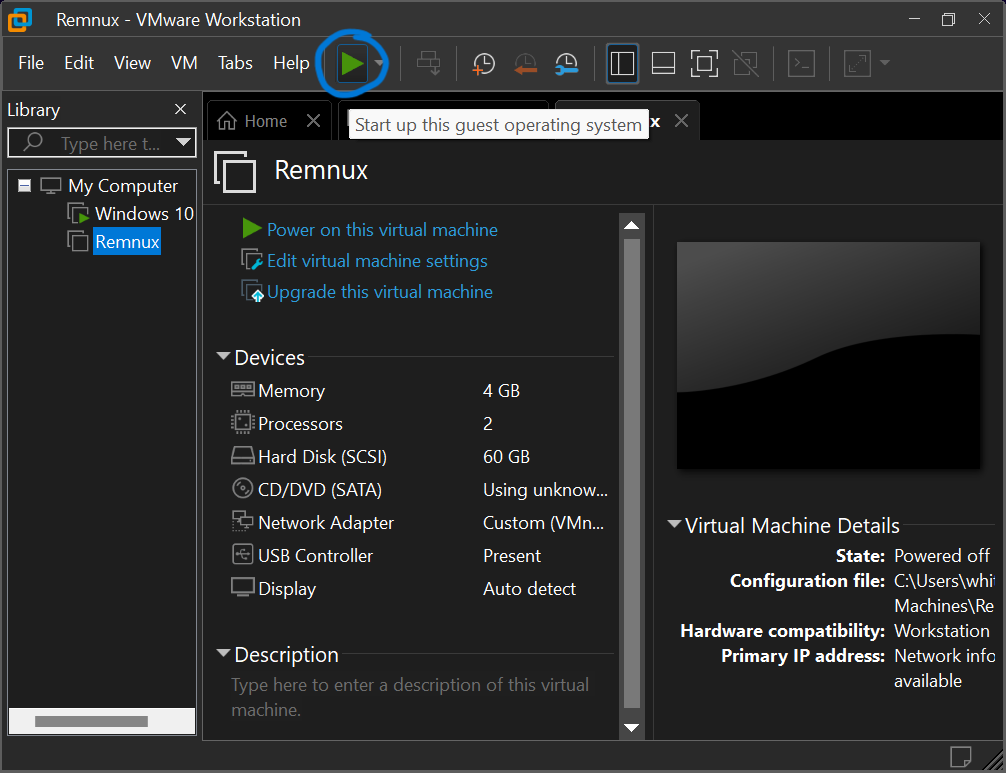 Remnux - VMware Workstation
File Edit View VM Tabs Help
Library
Home
Start up this guest operating system
x
Type here t...
My Computer
Windows 10
Remnux
Remnux
Power on this virtual machine
Edit virtual machine settings
Upgrade this virtual machine
Devices
Memory 4 GB
Processors 2
Hard Disk (SCSI) 60 GB
CD/DVD (SATA) Using unknow...
Network Adapter Custom (VMn...
USB Controller Present
Display Auto detect
Description
Type here to enter a description of this virtual
machine.
Virtual Machine Details
State: Powered off
Configuration file: C:\Users\whi
Machines\Re
Hardware compatibility: Workstation
Primary IP address: Network info
available